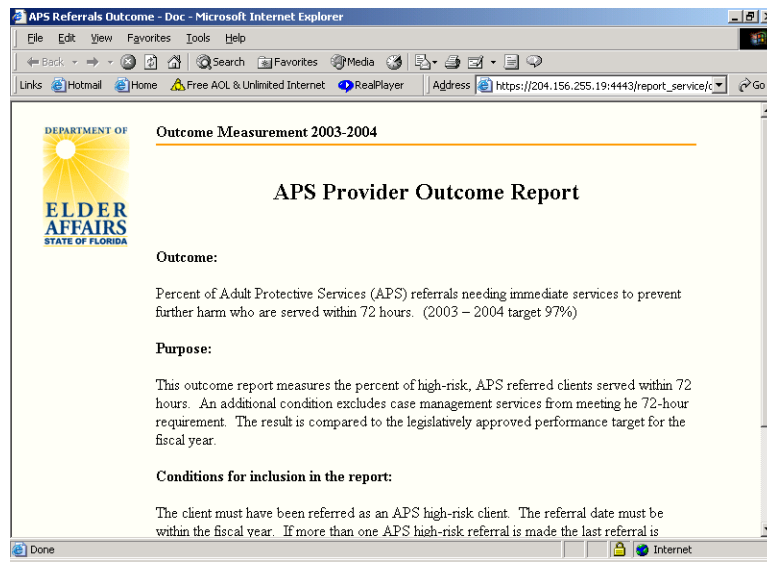 APS Referrals Outcome - Doc - Microsoft Internet Explorer
File Edit View Favorites Tools Help
Back Search Favorites Media
Links Hotmail Home Free AOL & Unlimited Internet RealPlayer Address https://204.156.255.19:4443/report_service/c Go
DEPARTMENT OF
ELDER
AFFAIRS
STATE OF FLORIDA
Outcome Measurement 2003-2004
APS Provider Outcome Report
Outcome:
Percent of Adult Protective Services (APS) referrals needing immediate services to prevent
further harm who are served within 72 hours. (2003 – 2004 target 97%)
Purpose:
This outcome report measures the percent of high-risk, APS referred clients served within 72
hours. An additional condition excludes case management services from meeting he 72-hour
requirement. The result is compared to the legislatively approved performance target for the
fiscal year.
Conditions for inclusion in the report:
The client must have been referred as an APS high-risk client. The referral date must be
within the fiscal year. If more than one APS high-risk referral is made the last referral is
Done Internet